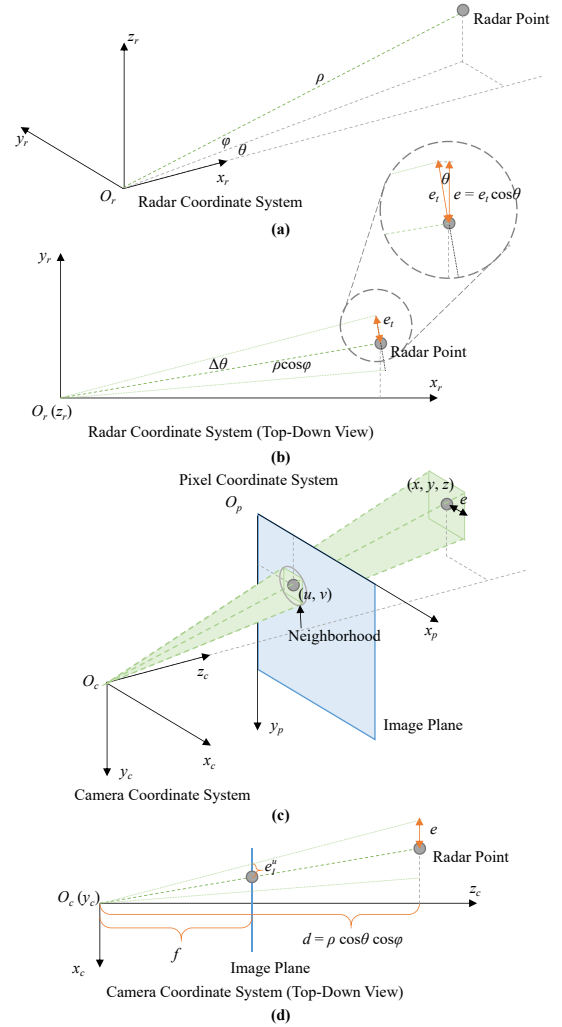 z_r
Radar Point
ρ
y_r
φ
θ
x_r
O_r
Radar Coordinate System
(a)
θ
e_t
e = e_t cosθ
y_r
e_t
Radar Point
Δθ
ρcosφ
x_r
O_r (z_r)
Radar Coordinate System (Top-Down View)
(b)
Pixel Coordinate System
(x, y, z)
O_p
e
(u, v)
Neighborhood
x_p
z_c
O_c
y_p
Image Plane
x_c
y_c
Camera Coordinate System
(c)
e
e_I^u
Radar Point
O_c (y_c)
z_c
d = ρ cosθ cosφ
f
x_c
Image Plane
Camera Coordinate System (Top-Down View)
(d)